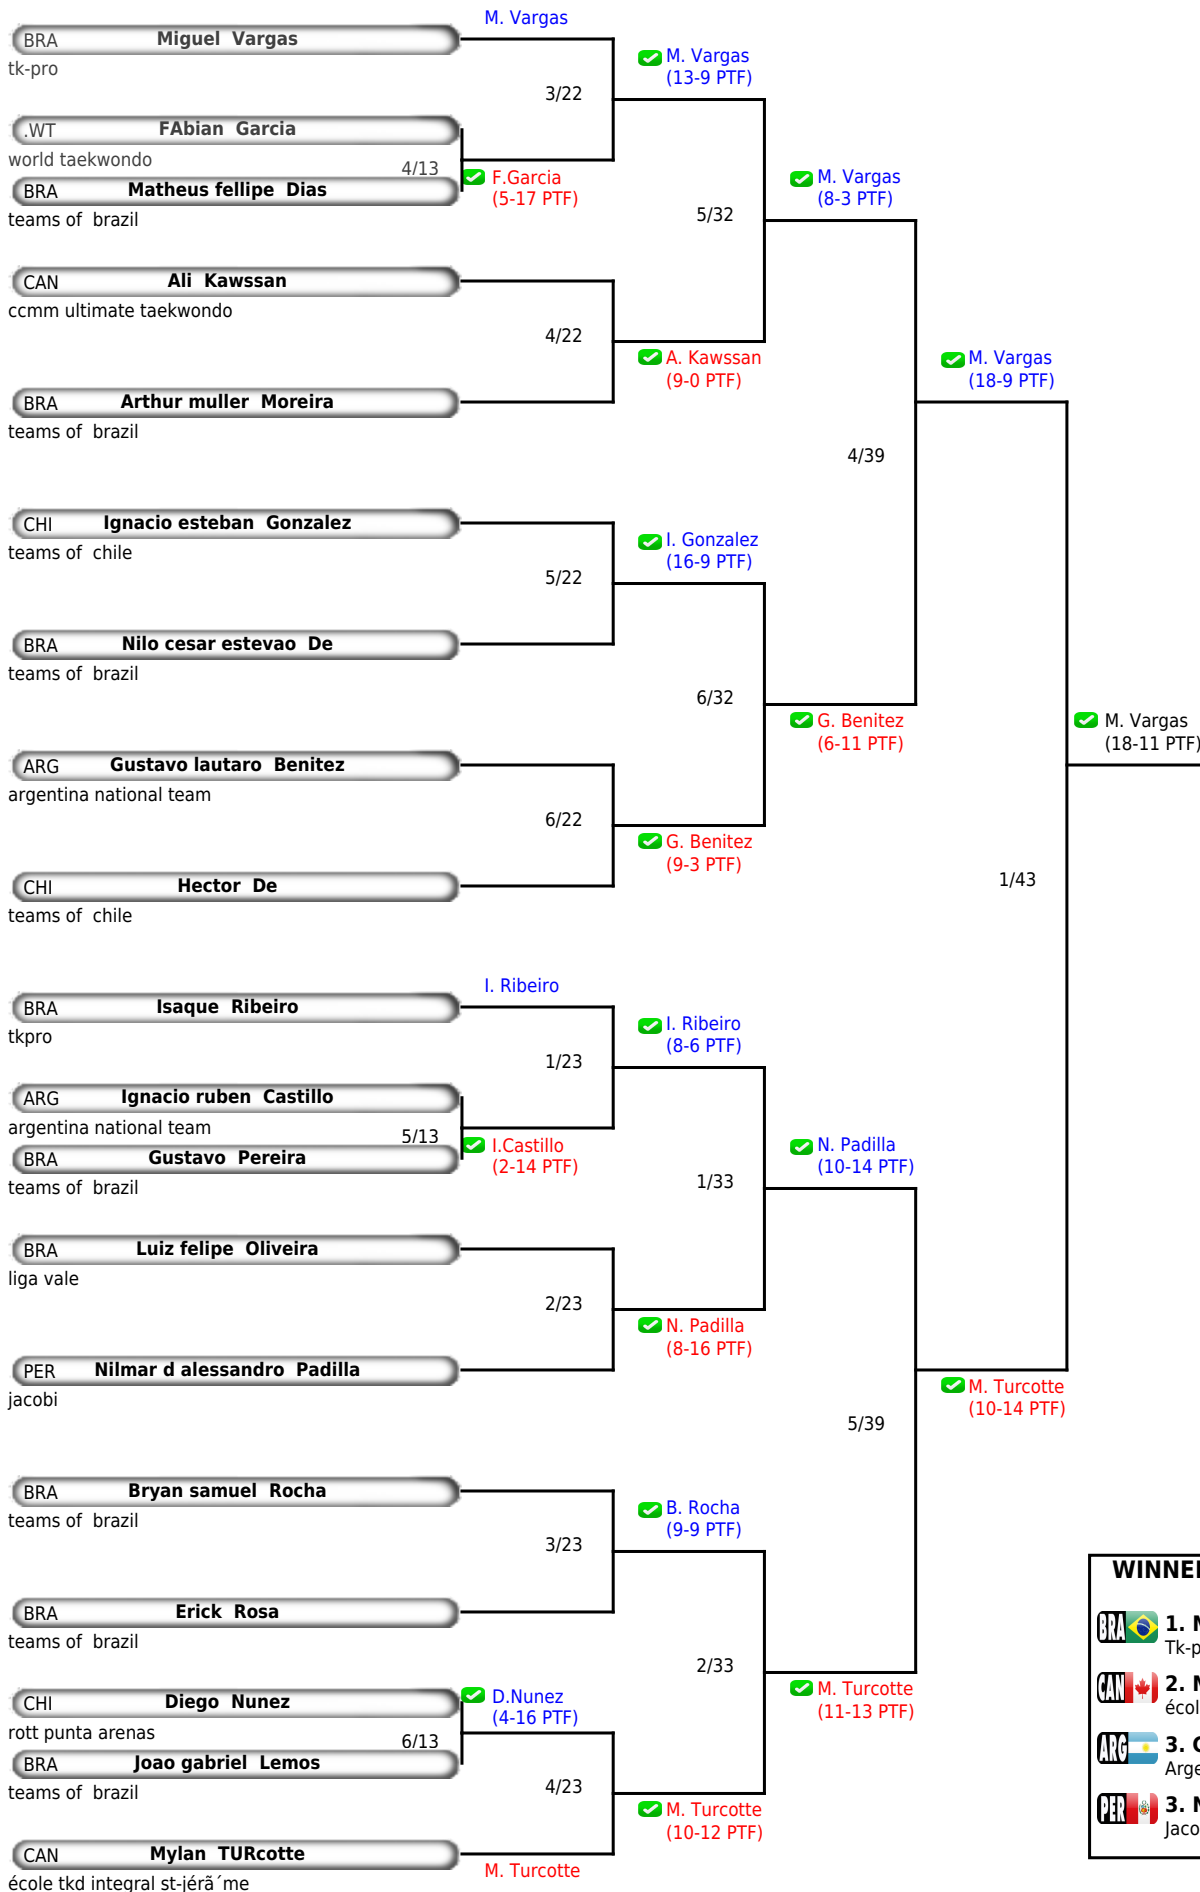 M. Vargas
BRA Miguel Vargas
tk-pro
M. Vargas
(13-9 PTF)
3/22
.WT FAbian Garcia
world taekwondo
4/13
F.Garcia
(5-17 PTF)
BRA Matheus fellipe Dias
teams of brazil
M. Vargas
(8-3 PTF)
5/32
CAN Ali Kawssan
ccmm ultimate taekwondo
4/22
A. Kawssan
(9-0 PTF)
BRA Arthur muller Moreira
teams of brazil
M. Vargas
(18-9 PTF)
4/39
CHI Ignacio esteban Gonzalez
teams of chile
I. Gonzalez
(16-9 PTF)
5/22
BRA Nilo cesar estevao De
teams of brazil
6/32
G. Benitez
(6-11 PTF)
M. Vargas
(18-11 PTF)
ARG Gustavo lautaro Benitez
argentina national team
6/22
G. Benitez
(9-3 PTF)
CHI Hector De
teams of chile
1/43
I. Ribeiro
BRA Isaque Ribeiro
tkpro
I. Ribeiro
(8-6 PTF)
1/23
ARG Ignacio ruben Castillo
argentina national team
5/13
I.Castillo
(2-14 PTF)
BRA Gustavo Pereira
teams of brazil
N. Padilla
(10-14 PTF)
1/33
BRA Luiz felipe Oliveira
liga vale
2/23
N. Padilla
(8-16 PTF)
PER Nilmar d alessandro Padilla
jacobi
M. Turcotte
(10-14 PTF)
5/39
BRA Bryan samuel Rocha
teams of brazil
B. Rocha
(9-9 PTF)
3/23
BRA Erick Rosa
teams of brazil
2/33
M. Turcotte
(11-13 PTF)
CHI Diego Nunez
rott punta arenas
D.Nunez
(4-16 PTF)
6/13
BRA Joao gabriel Lemos
teams of brazil
4/23
M. Turcotte
(10-12 PTF)
CAN Mylan TURcotte
M. Turcotte
école tkd integral st-jérã´me
BRA 1.
CAN 2.
ARG 3.
PER 3.